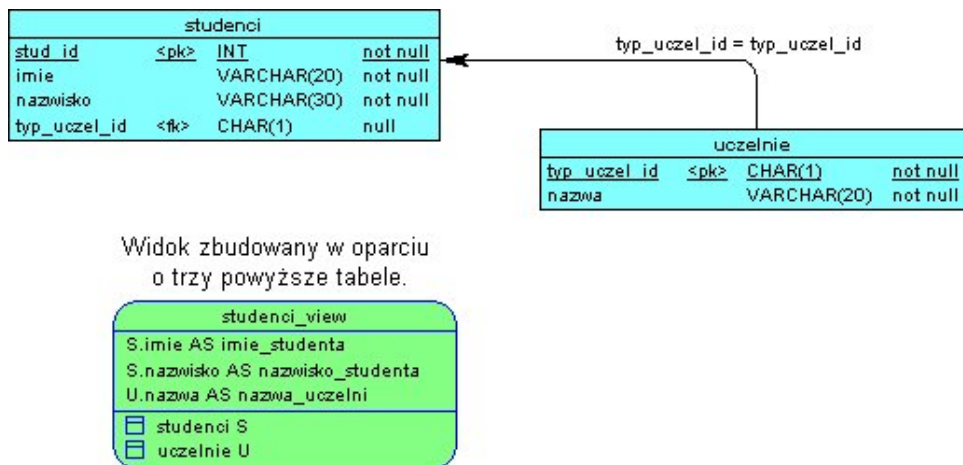 studenci
stud_id <pk> INT not null
imie VARCHAR(20) not null
nazwisko VARCHAR(30) not null
typ_uczel_id <fk> CHAR(1) null
typ_uczel_id = typ_uczel_id
uczelnie
typ_uczel_id <pk> CHAR(1) not null
nazwa VARCHAR(20) not null
Widok zbudowany w oparciu
o trzy powyższe tabele.
studenci_view
S.imie AS imie_studenta
S.nazwisko AS nazwisko_studenta
U.nazwa AS nazwa_uczelni
studenci S
uczelnie U